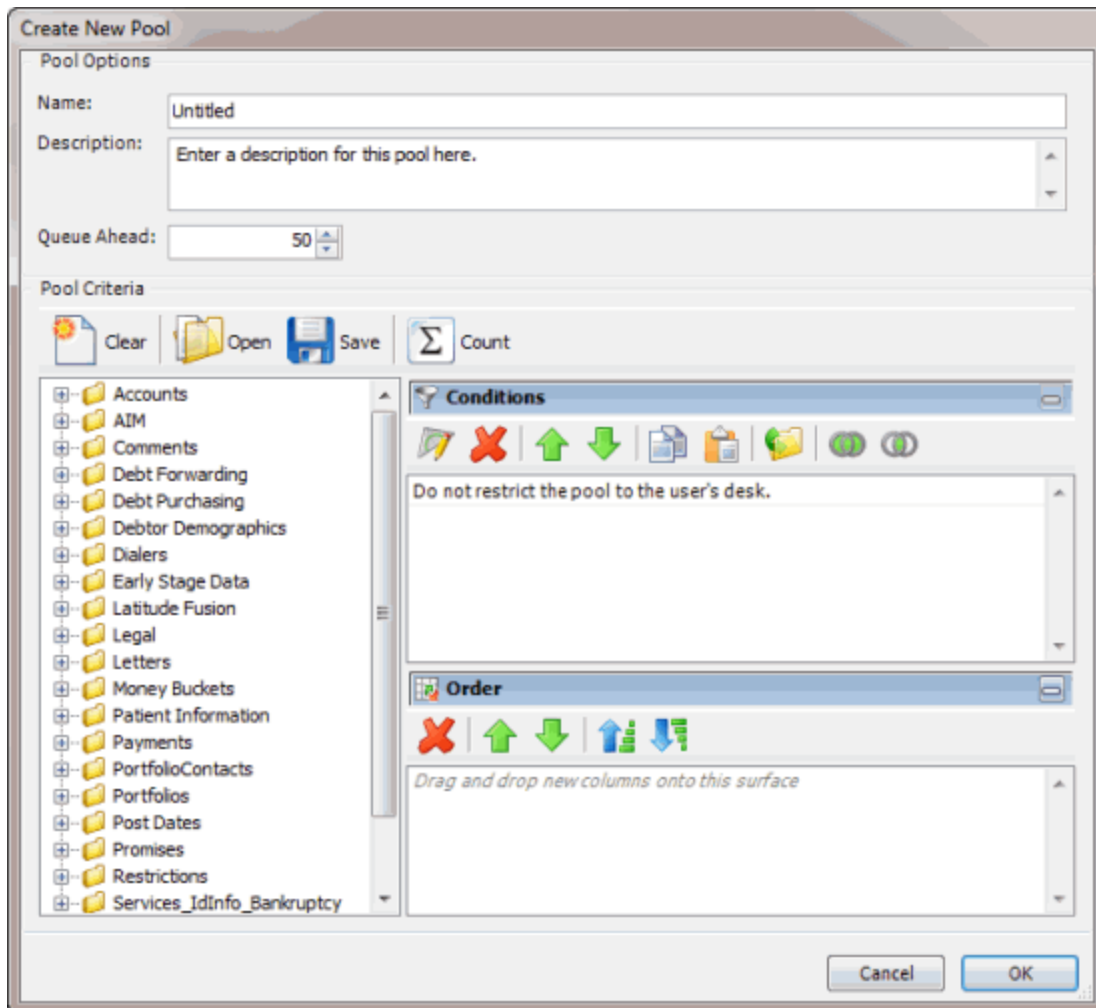 Create New Pool
Pool Options
Name:
Untitled
Description:
Enter a description for this pool here.
Queue Ahead:
50
Pool Criteria
Clear Open Save Count
Accounts
AIM
Comments
Debt Forwarding
Debt Purchasing
Debtor Demographics
Dialers
Early Stage Data
Latitude Fusion
Legal
Letters
Money Buckets
Patient Information
Payments
PortfolioContacts
Portfolios
Post Dates
Promises
Restrictions
Services_IdInfo_Bankruptcy
Conditions
Do not restrict the pool to the user's desk.
Order
Drag and drop new columns onto this surface
Cancel OK